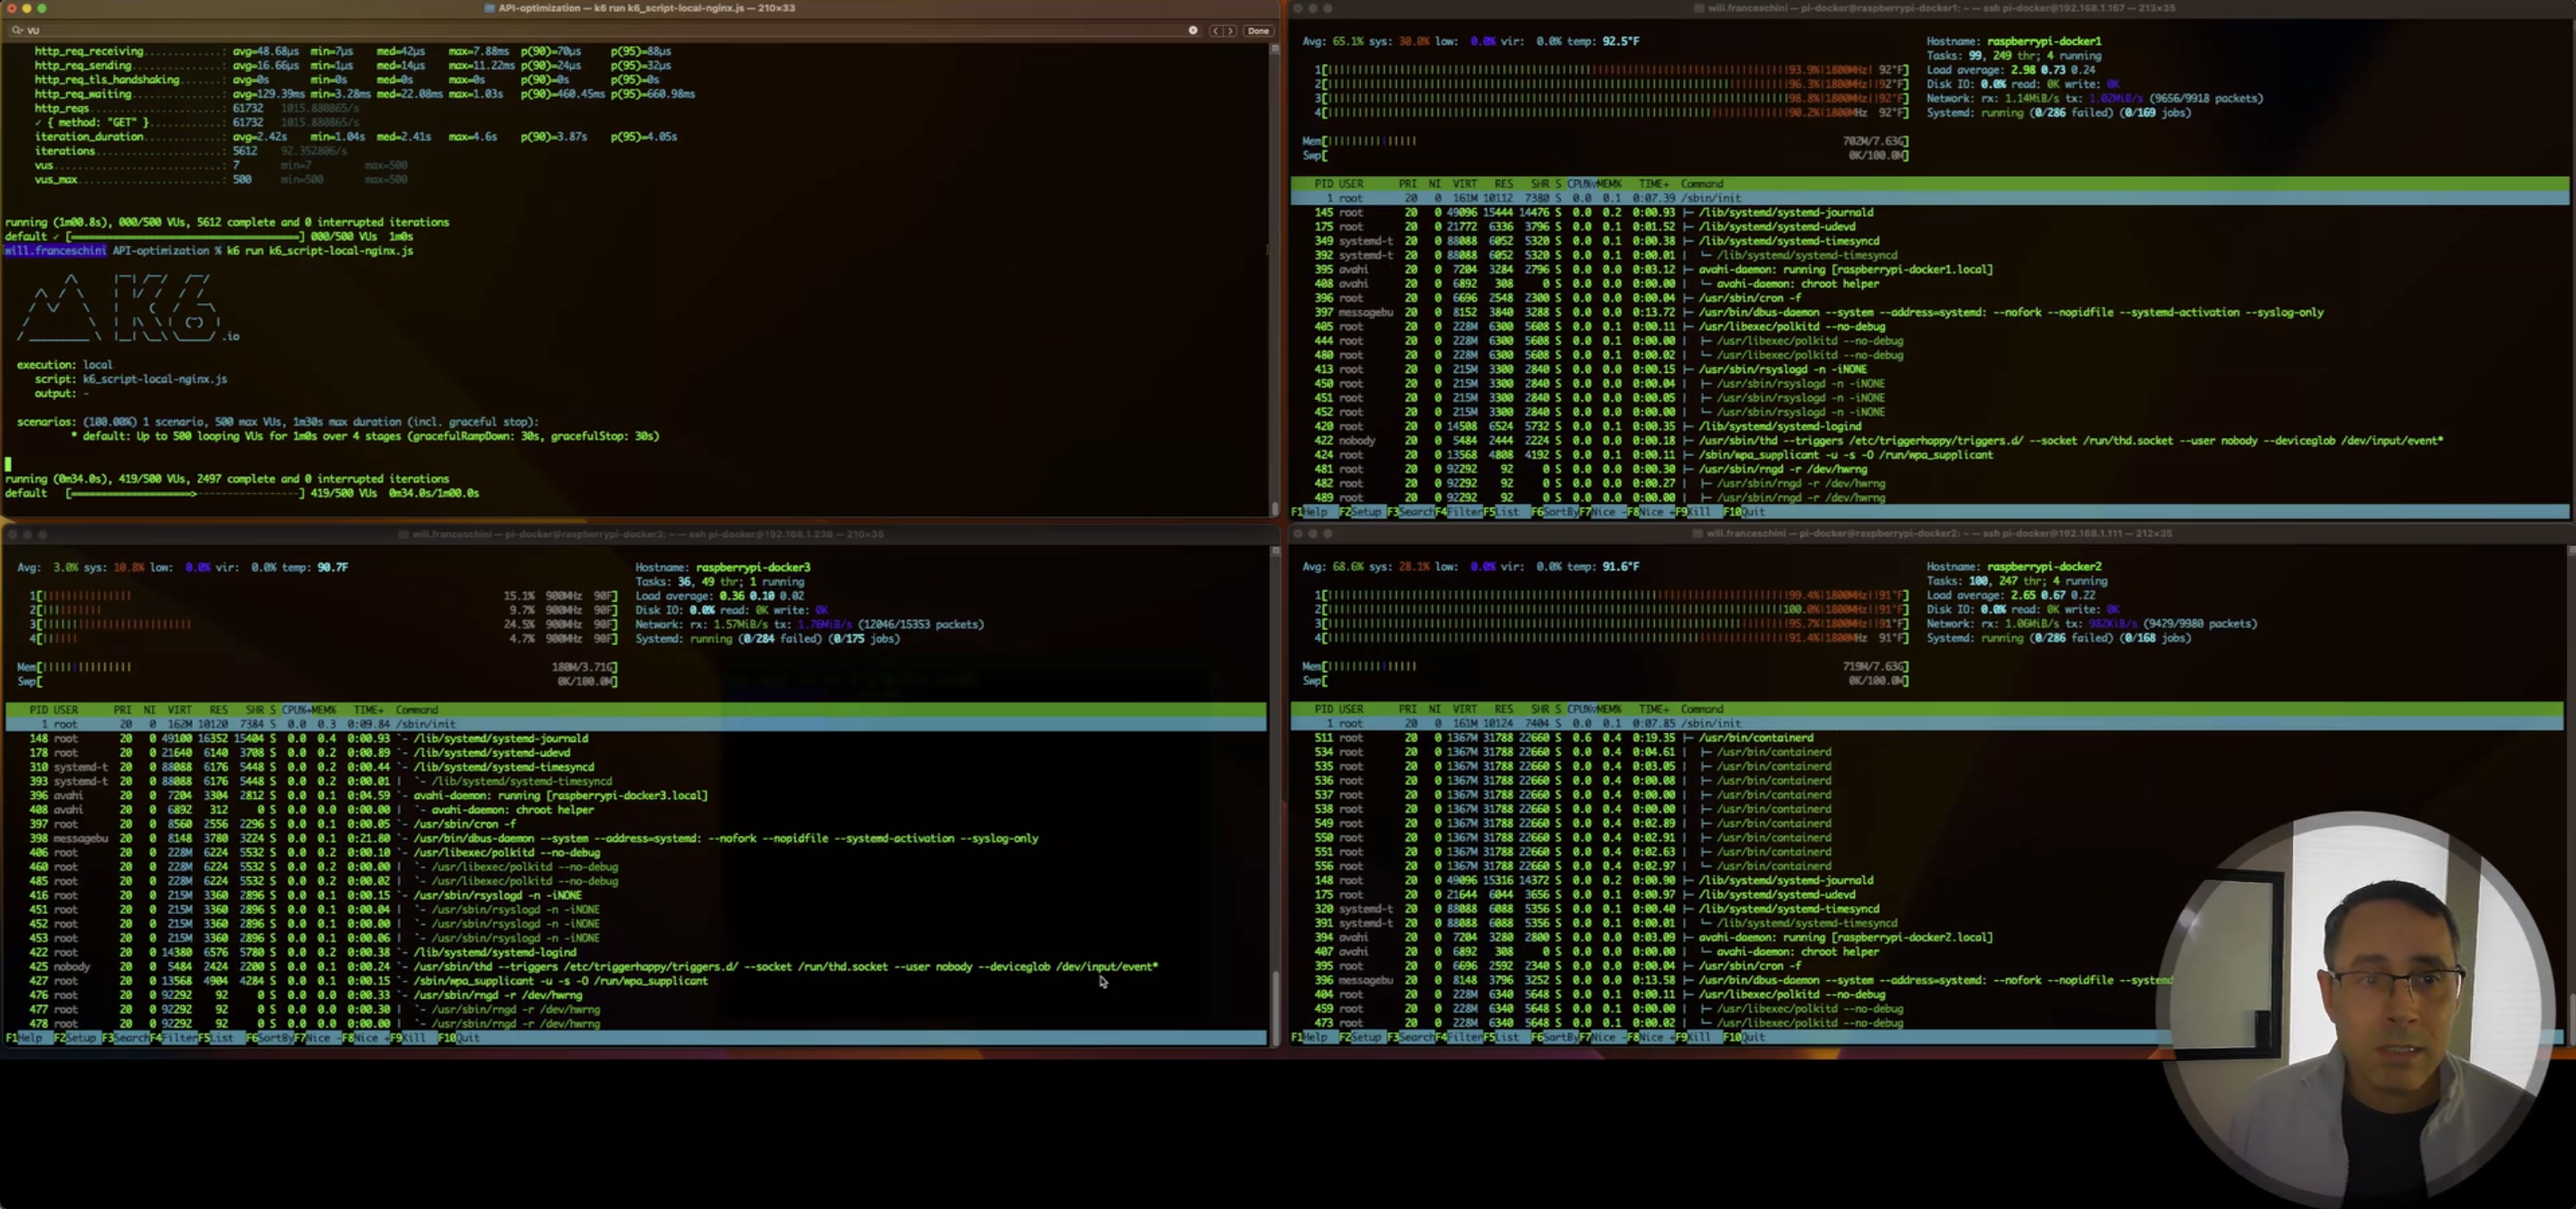 API-optimization — k6 run k6_script-local-nginx.js — 210×33
vu
Done
http_req_receiving..............: avg=48.68µs min=7µs med=42µs max=7.88ms p(90)=70µs p(95)=88µs
http_req_sending................: avg=16.66µs min=1µs med=14µs max=11.22ms p(90)=24µs p(95)=32µs
http_req_tls_handshaking........: avg=0s min=0s med=0s max=0s p(90)=0s p(95)=0s
http_req_waiting................: avg=129.39ms min=3.28ms med=22.08ms max=1.03s p(90)=460.45ms p(95)=660.98ms
http_reqs.......................: 61732 1015.880865/s
✓ { method: "GET" }.............: 61732 1015.880865/s
iteration_duration..............: avg=2.42s min=1.04s med=2.41s max=4.6s p(90)=3.87s p(95)=4.05s
iterations......................: 5612 92.352806/s
vus.............................: 7 min=7 max=500
vus_max.........................: 500 min=500 max=500
running (1m00.8s), 000/500 VUs, 5612 complete and 0 interrupted iterations
default ✓ [======================================] 000/500 VUs 1m0s
will.franceschini API-optimization % k6 run k6_script-local-nginx.js
K6
.io
execution: local
script: k6_script-local-nginx.js
output: -
scenarios: (100.00%) 1 scenario, 500 max VUs, 1m30s max duration (incl. graceful stop):
* default: Up to 500 looping VUs for 1m0s over 4 stages (gracefulRampDown: 30s, gracefulStop: 30s)
running (0m34.0s), 419/500 VUs, 2497 complete and 0 interrupted iterations
default [====================>-----------------] 419/500 VUs 0m34.0s/1m00.0s
will.franceschini — pi-docker@raspberrypi-docker1: ~ — ssh pi-docker@192.168.1.167 — 213×35
Avg: 65.1% sys: 30.0% low: 0.0% vir: 0.0% temp: 92.5°F
Hostname: raspberrypi-docker1
Tasks: 99, 249 thr; 4 running
1[93.9% 1800MHz 92°F] Load average: 2.98 0.73 0.24
2[96.3% 1800MHz 92°F] Disk IO: 0.0% read: 0K write: 0K
3[98.8% 1800MHz 92°F] Network: rx: 1.14MiB/s tx: 1.02MiB/s (9656/9918 packets)
4[90.2% 1800MHz 92°F] Systemd: running (0/286 failed) (0/169 jobs)
Mem[702M/7.63G]
Swp[0K/100.0M]
PID USER PRI NI VIRT RES SHR S CPU%▽MEM% TIME+ Command
1 root 20 0 161M 10112 7380 S 0.0 0.1 0:07.39 /sbin/init
145 root 20 0 49096 15444 14476 S 0.0 0.2 0:00.93 ├─ /lib/systemd/systemd-journald
175 root 20 0 21772 6336 3796 S 0.0 0.1 0:01.52 ├─ /lib/systemd/systemd-udevd
349 systemd-t 20 0 88088 6052 5320 S 0.0 0.1 0:00.38 ├─ /lib/systemd/systemd-timesyncd
392 systemd-t 20 0 88088 6052 5320 S 0.0 0.1 0:00.01 │ └─ /lib/systemd/systemd-timesyncd
395 avahi 20 0 7204 3284 2796 S 0.0 0.1 0:03.12 ├─ avahi-daemon: running [raspberrypi-docker1.local]
408 avahi 20 0 6892 308 0 S 0.0 0.0 0:00.00 │ └─ avahi-daemon: chroot helper
396 root 20 0 6696 2548 2300 S 0.0 0.0 0:00.04 ├─ /usr/sbin/cron -f
397 messagebu 20 0 8152 3840 3288 S 0.0 0.1 0:13.72 ├─ /usr/bin/dbus-daemon --system --address=systemd: --nofork --nopidfile --systemd-activation --syslog-only
405 root 20 0 228M 6300 5608 S 0.0 0.1 0:00.11 ├─ /usr/libexec/polkitd --no-debug
444 root 20 0 228M 6300 5608 S 0.0 0.1 0:00.00 │ ├─ /usr/libexec/polkitd --no-debug
480 root 20 0 228M 6300 5608 S 0.0 0.1 0:00.02 │ └─ /usr/libexec/polkitd --no-debug
413 root 20 0 215M 3300 2840 S 0.0 0.0 0:00.15 ├─ /usr/sbin/rsyslogd -n -iNONE
450 root 20 0 215M 3300 2840 S 0.0 0.0 0:00.04 │ ├─ /usr/sbin/rsyslogd -n -iNONE
451 root 20 0 215M 3300 2840 S 0.0 0.0 0:00.05 │ ├─ /usr/sbin/rsyslogd -n -iNONE
452 root 20 0 215M 3300 2840 S 0.0 0.0 0:00.00 │ └─ /usr/sbin/rsyslogd -n -iNONE
420 root 20 0 14508 6524 5732 S 0.0 0.1 0:00.35 ├─ /lib/systemd/systemd-logind
422 nobody 20 0 5484 2444 2224 S 0.0 0.0 0:00.18 ├─ /usr/sbin/thd --triggers /etc/triggerhappy/triggers.d/ --socket /run/thd.socket --user nobody --deviceglob /dev/input/event*
424 root 20 0 13568 4808 4192 S 0.0 0.1 0:00.11 ├─ /sbin/wpa_supplicant -u -s -O /run/wpa_supplicant
481 root 20 0 92292 92 0 S 0.0 0.0 0:00.30 ├─ /usr/sbin/rngd -r /dev/hwrng
482 root 20 0 92292 92 0 S 0.0 0.0 0:00.27 │ ├─ /usr/sbin/rngd -r /dev/hwrng
489 root 20 0 92292 92 0 S 0.0 0.0 0:00.00 │ ├─ /usr/sbin/rngd -r /dev/hwrng
F1Help F2Setup F3SearchF4FilterF5List F6SortByF7Nice -F8Nice +F9Kill F10Quit
will.franceschini — pi-docker@raspberrypi-docker3: ~ — ssh pi-docker@192.168.1.238 — 210×35
Avg: 3.0% sys: 10.8% low: 0.0% vir: 0.0% temp: 90.7F
Hostname: raspberrypi-docker3
Tasks: 36, 49 thr; 1 running
1[15.1% 900MHz 90F] Load average: 0.36 0.10 0.02
2[9.7% 900MHz 90F] Disk IO: 0.0% read: 0K write: 0K
3[24.5% 900MHz 90F] Network: rx: 1.57MiB/s tx: 1.76MiB/s (12046/15353 packets)
4[4.7% 900MHz 90F] Systemd: running (0/284 failed) (0/175 jobs)
Mem[180M/3.71G]
Swp[0K/100.0M]
PID USER PRI NI VIRT RES SHR S CPU%+MEM% TIME+ Command
1 root 20 0 162M 10120 7384 S 0.0 0.3 0:09.84 /sbin/init
148 root 20 0 49100 16352 15404 S 0.0 0.4 0:00.93 `- /lib/systemd/systemd-journald
178 root 20 0 21640 6140 3708 S 0.0 0.2 0:00.89 `- /lib/systemd/systemd-udevd
310 systemd-t 20 0 88088 6176 5448 S 0.0 0.2 0:00.44 `- /lib/systemd/systemd-timesyncd
393 systemd-t 20 0 88088 6176 5448 S 0.0 0.2 0:00.01 | `- /lib/systemd/systemd-timesyncd
396 avahi 20 0 7204 3304 2812 S 0.0 0.1 0:04.59 `- avahi-daemon: running [raspberrypi-docker3.local]
408 avahi 20 0 6892 312 0 S 0.0 0.0 0:00.00 | `- avahi-daemon: chroot helper
397 root 20 0 8560 2556 2296 S 0.0 0.1 0:00.05 `- /usr/sbin/cron -f
398 messagebu 20 0 8148 3780 3224 S 0.0 0.1 0:21.80 `- /usr/bin/dbus-daemon --system --address=systemd: --nofork --nopidfile --systemd-activation --syslog-only
406 root 20 0 228M 6224 5532 S 0.0 0.2 0:00.10 `- /usr/libexec/polkitd --no-debug
460 root 20 0 228M 6224 5532 S 0.0 0.2 0:00.00 | `- /usr/libexec/polkitd --no-debug
485 root 20 0 228M 6224 5532 S 0.0 0.2 0:00.02 | `- /usr/libexec/polkitd --no-debug
416 root 20 0 215M 3360 2896 S 0.0 0.1 0:00.15 `- /usr/sbin/rsyslogd -n -iNONE
451 root 20 0 215M 3360 2896 S 0.0 0.1 0:00.04 | `- /usr/sbin/rsyslogd -n -iNONE
452 root 20 0 215M 3360 2896 S 0.0 0.1 0:00.00 | `- /usr/sbin/rsyslogd -n -iNONE
453 root 20 0 215M 3360 2896 S 0.0 0.1 0:00.06 | `- /usr/sbin/rsyslogd -n -iNONE
422 root 20 0 14380 6576 5780 S 0.0 0.2 0:00.38 `- /lib/systemd/systemd-logind
425 nobody 20 0 5484 2424 2200 S 0.0 0.1 0:00.24 `- /usr/sbin/thd --triggers /etc/triggerhappy/triggers.d/ --socket /run/thd.socket --user nobody --deviceglob /dev/input/event*
427 root 20 0 13568 4904 4284 S 0.0 0.1 0:00.15 `- /sbin/wpa_supplicant -u -s -O /run/wpa_supplicant
476 root 20 0 92292 92 0 S 0.0 0.0 0:00.33 `- /usr/sbin/rngd -r /dev/hwrng
477 root 20 0 92292 92 0 S 0.0 0.0 0:00.30 | `- /usr/sbin/rngd -r /dev/hwrng
478 root 20 0 92292 92 0 S 0.0 0.0 0:00.00 | `- /usr/sbin/rngd -r /dev/hwrng
F1Help F2Setup F3SearchF4FilterF5List F6SortByF7Nice -F8Nice +F9Kill F10Quit
will.franceschini — pi-docker@raspberrypi-docker2: ~ — ssh pi-docker@192.168.1.111 — 212×35
Avg: 68.6% sys: 28.1% low: 0.0% vir: 0.0% temp: 91.6°F
Hostname: raspberrypi-docker2
Tasks: 100, 247 thr; 4 running
1[99.4% 1800MHz 91°F] Load average: 2.65 0.67 0.22
2[100.0% 1800MHz 91°F] Disk IO: 0.0% read: 0K write: 0K
3[95.7% 1800MHz 91°F] Network: rx: 1.06MiB/s tx: 982KiB/s (9429/9980 packets)
4[91.4% 1800MHz 91°F] Systemd: running (0/286 failed) (0/168 jobs)
Mem[719M/7.63G]
Swp[0K/100.0M]
PID USER PRI NI VIRT RES SHR S CPU%▽MEM% TIME+ Command
1 root 20 0 161M 10124 7404 S 0.0 0.1 0:07.85 /sbin/init
511 root 20 0 1367M 31788 22660 S 0.6 0.4 0:19.35 ├─ /usr/bin/containerd
534 root 20 0 1367M 31788 22660 S 0.0 0.4 0:04.61 │ ├─ /usr/bin/containerd
535 root 20 0 1367M 31788 22660 S 0.0 0.4 0:03.05 │ ├─ /usr/bin/containerd
536 root 20 0 1367M 31788 22660 S 0.0 0.4 0:00.08 │ ├─ /usr/bin/containerd
537 root 20 0 1367M 31788 22660 S 0.0 0.4 0:00.00 │ ├─ /usr/bin/containerd
538 root 20 0 1367M 31788 22660 S 0.0 0.4 0:00.00 │ ├─ /usr/bin/containerd
549 root 20 0 1367M 31788 22660 S 0.0 0.4 0:02.89 │ ├─ /usr/bin/containerd
550 root 20 0 1367M 31788 22660 S 0.0 0.4 0:02.91 │ ├─ /usr/bin/containerd
551 root 20 0 1367M 31788 22660 S 0.0 0.4 0:02.63 │ ├─ /usr/bin/containerd
556 root 20 0 1367M 31788 22660 S 0.0 0.4 0:02.97 │ └─ /usr/bin/containerd
148 root 20 0 49096 15316 14372 S 0.0 0.2 0:00.90 ├─ /lib/systemd/systemd-journald
175 root 20 0 21644 6044 3656 S 0.0 0.1 0:00.97 ├─ /lib/systemd/systemd-udevd
320 systemd-t 20 0 88088 6088 5356 S 0.0 0.1 0:00.40 ├─ /lib/systemd/systemd-timesyncd
391 systemd-t 20 0 88088 6088 5356 S 0.0 0.1 0:00.01 │ └─ /lib/systemd/systemd-timesyncd
394 avahi 20 0 7204 3280 2800 S 0.0 0.0 0:03.09 ├─ avahi-daemon: running [raspberrypi-docker2.local]
407 avahi 20 0 6892 308 0 S 0.0 0.0 0:00.00 │ └─ avahi-daemon: chroot helper
395 root 20 0 6696 2592 2340 S 0.0 0.0 0:00.04 ├─ /usr/sbin/cron -f
396 messagebu 20 0 8148 3796 3252 S 0.0 0.0 0:13.58 ├─ /usr/bin/dbus-daemon --system --address=systemd: --nofork --nopidfile --systemd
404 root 20 0 228M 6340 5648 S 0.0 0.1 0:00.11 ├─ /usr/libexec/polkitd --no-debug
459 root 20 0 228M 6340 5648 S 0.0 0.1 0:00.00 │ ├─ /usr/libexec/polkitd --no-debug
473 root 20 0 228M 6340 5648 S 0.0 0.1 0:00.02 │ └─ /usr/libexec/polkitd --no-debug
F1Help F2Setup F3SearchF4FilterF5List F6SortByF7Nice -F8Nice +F9Kill F10Quit